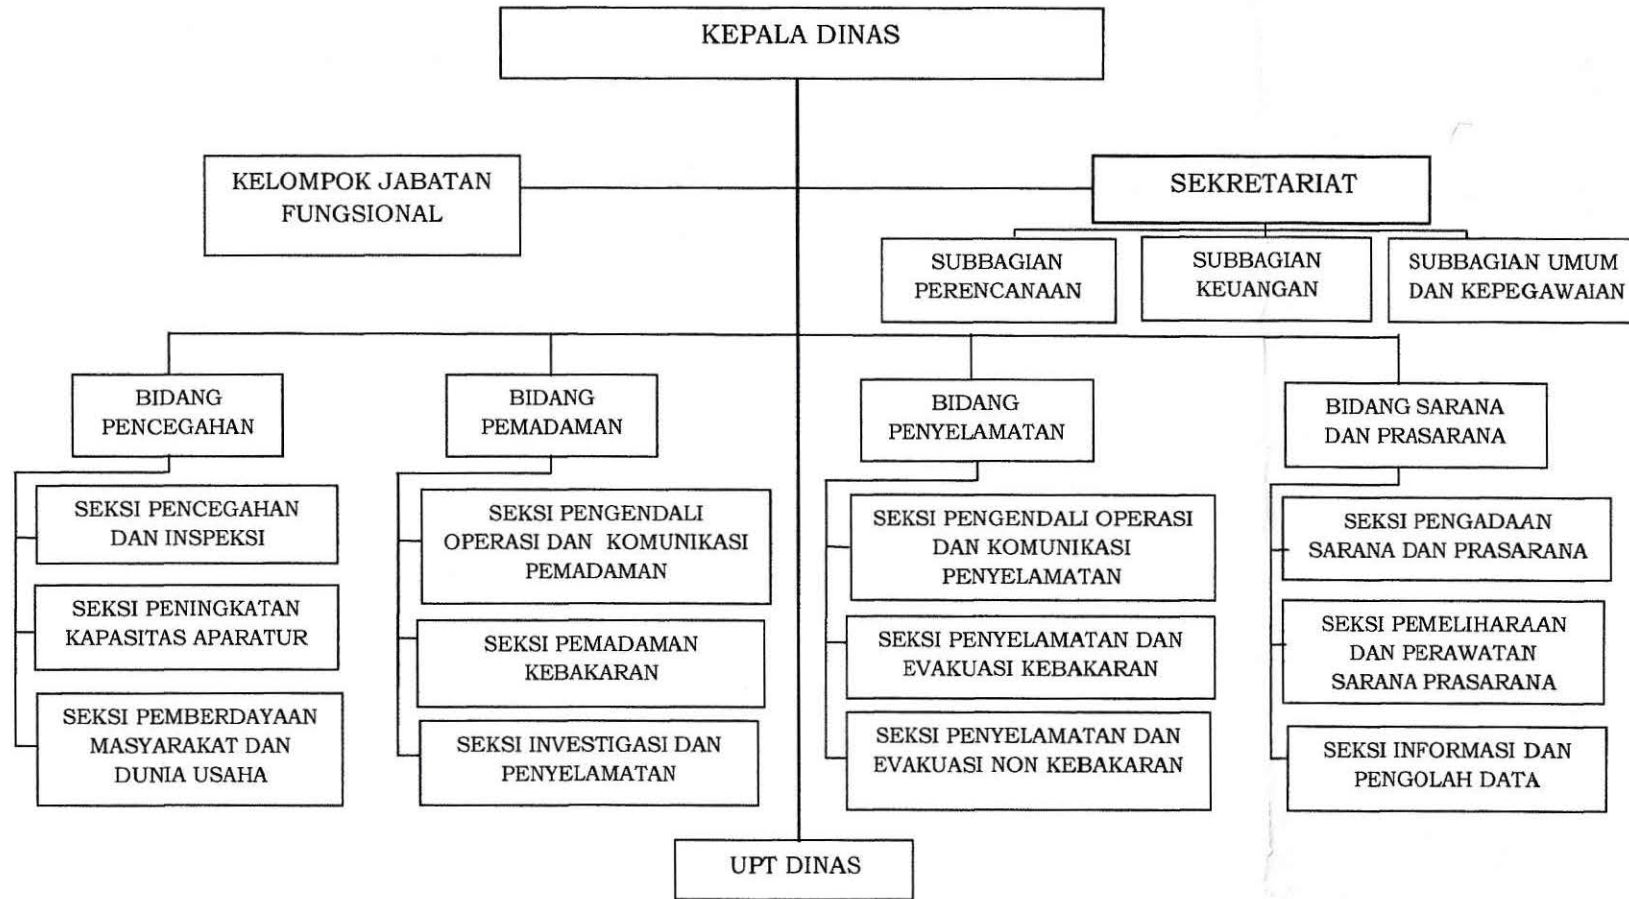 KEPALA DINAS
KELOMPOK JABATAN
FUNGSIONAL
SEKRETARIAT
SUBBAGIAN
PERENCANAAN
SUBBAGIAN
KEUANGAN
SUBBAGIAN UMUM
DAN KEPEGAWAIAN
BIDANG
PENCEGAHAN
BIDANG
PEMADAMAN
BIDANG
PENYELAMATAN
BIDANG SARANA
DAN PRASARANA
SEKSI PENCEGAHAN
DAN INSPEKSI
SEKSI PENINGKATAN
KAPASITAS APARATUR
SEKSI PEMBERDAYAAN
MASYARAKAT DAN
DUNIA USAHA
SEKSI PENGENDALI
OPERASI DAN KOMUNIKASI
PEMADAMAN
SEKSI PEMADAMAN
KEBAKARAN
SEKSI INVESTIGASI DAN
PENYELAMATAN
SEKSI PENGENDALI OPERASI
DAN KOMUNIKASI
PENYELAMATAN
SEKSI PENYELAMATAN DAN
EVAKUASI KEBAKARAN
SEKSI PENYELAMATAN DAN
EVAKUASI NON KEBAKARAN
SEKSI PENGADAAN
SARANA DAN PRASARANA
SEKSI PEMELIHARAAN
DAN PERAWATAN
SARANA PRASARANA
SEKSI INFORMASI DAN
PENGOLAH DATA
UPT DINAS